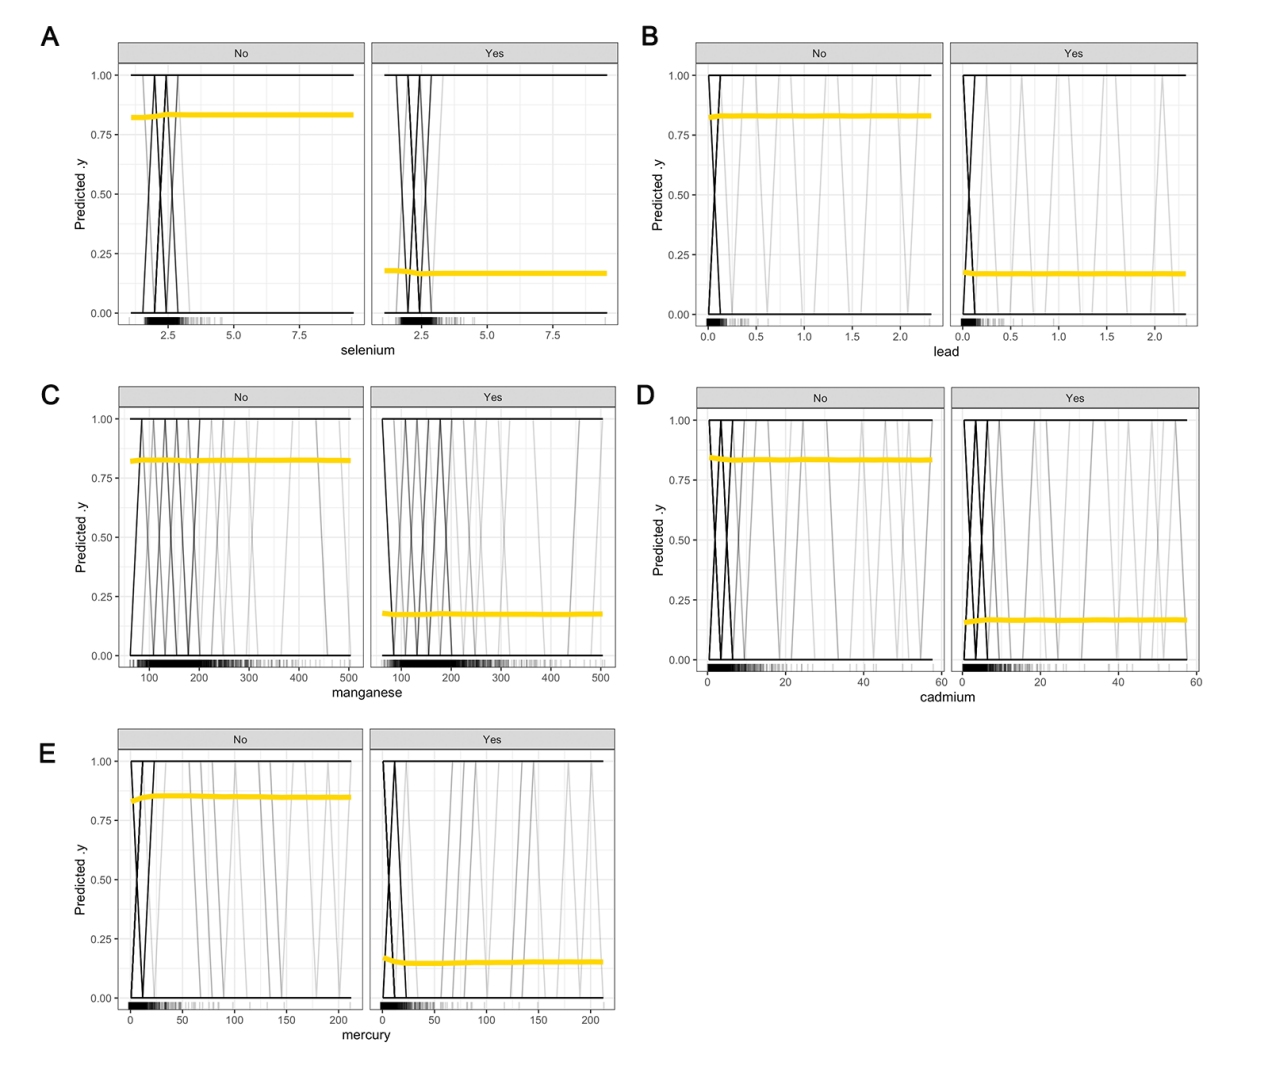 A
No
Yes
1.00
0.75
0.50
0.25
0.00
Predicted .y
2.5 5.0 7.5 2.5 5.0 7.5
selenium
B
No
Yes
1.00
0.75
0.50
0.25
0.00
Predicted .y
0.0 0.5 1.0 1.5 2.0 0.0 0.5 1.0 1.5 2.0
lead
C
No
Yes
1.00
0.75
0.50
0.25
0.00
Predicted .y
100 200 300 400 500 100 200 300 400 500
manganese
D
No
Yes
1.00
0.75
0.50
0.25
0.00
Predicted .y
0 20 40 60 0 20 40 60
cadmium
E
No
Yes
1.00
0.75
0.50
0.25
0.00
Predicted .y
0 50 100 150 200 0 50 100 150 200
mercury